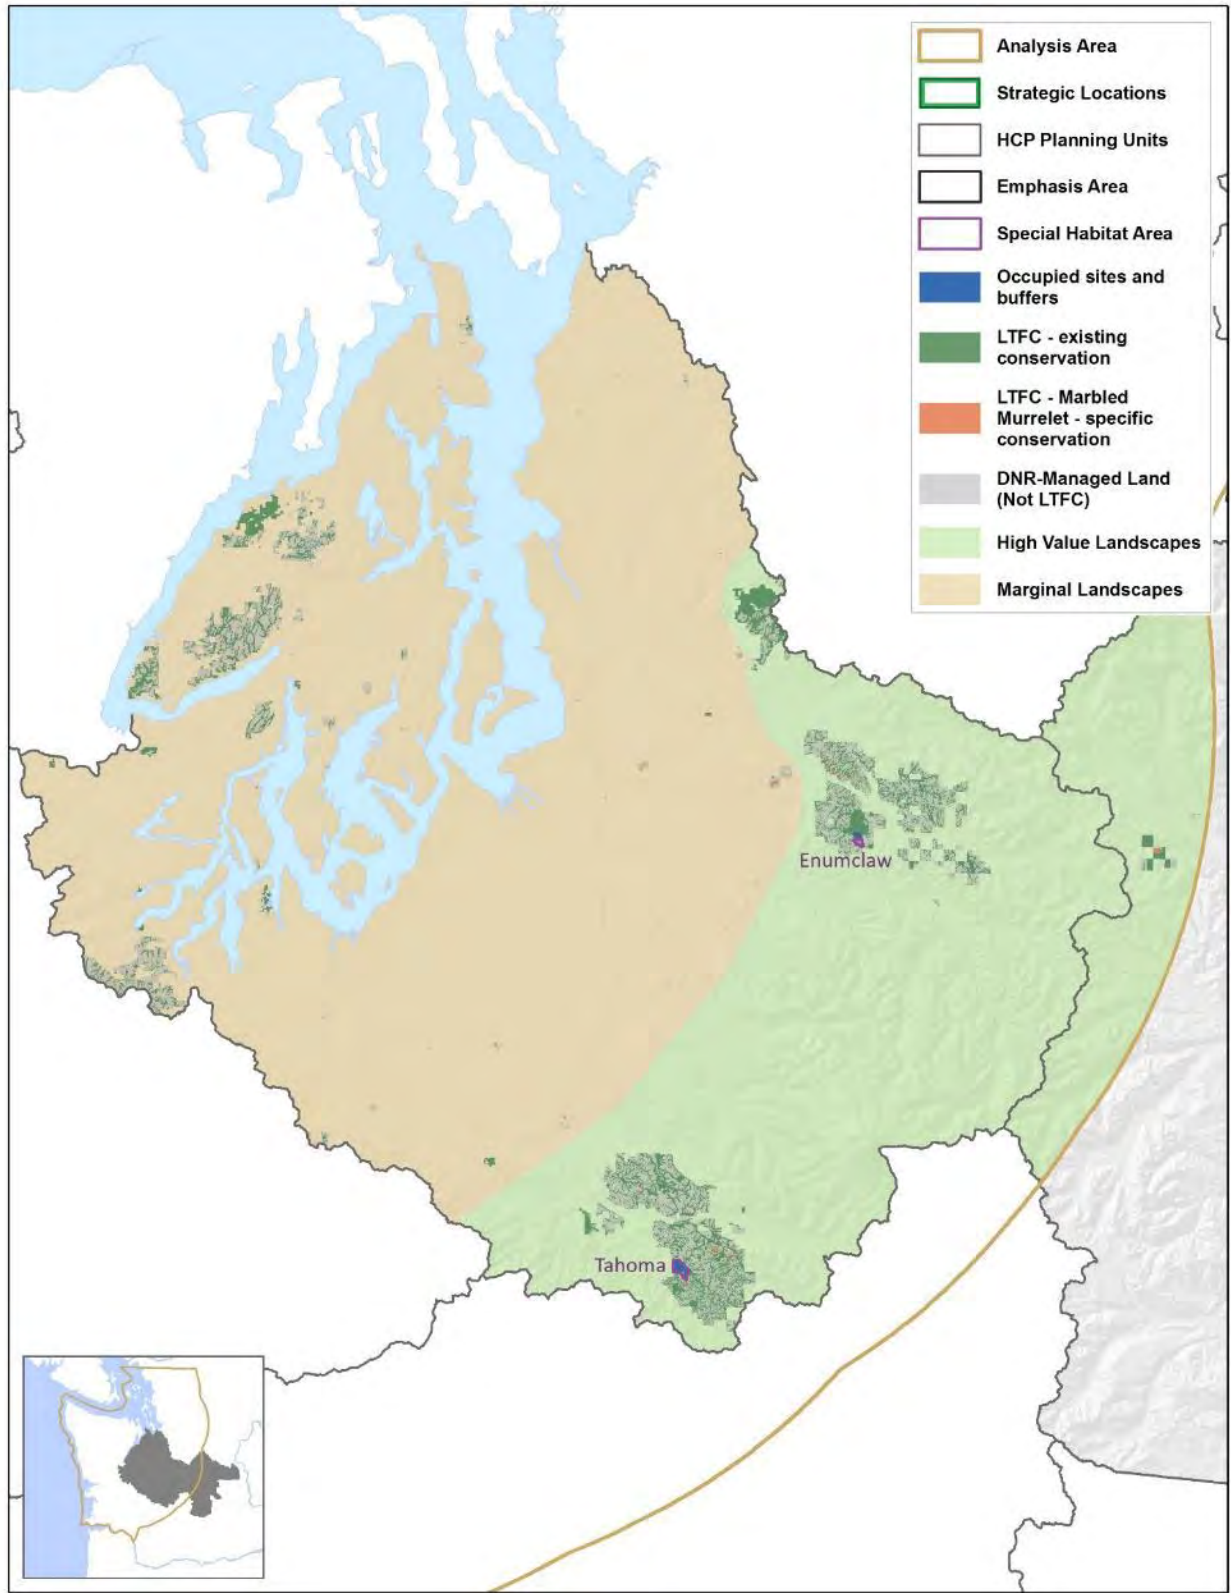 Analysis Area
Strategic Locations
HCP Planning Units
Emphasis Area
Special Habitat Area
Occupied sites and
buffers
LTFC - existing
conservation
LTFC - Marbled
Murrelet - specific
conservation
DNR-Managed Land
(Not LTFC)
High Value Landscapes
Marginal Landscapes
Enumclaw
Tahoma